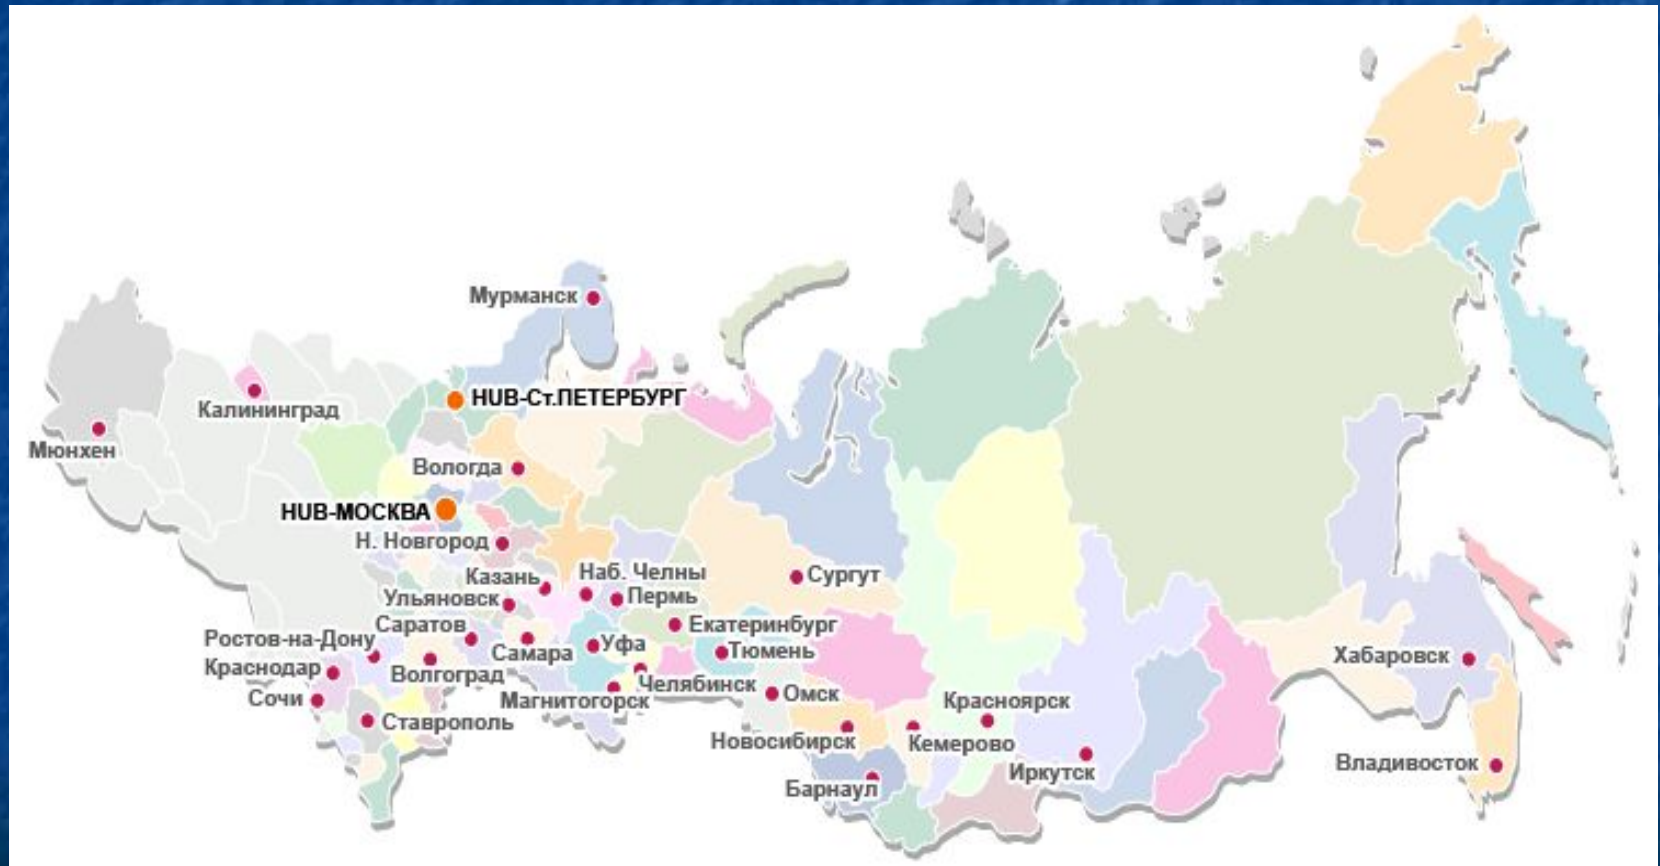 Мурманск
HUB-Ст.ПЕТЕРБУРГ
Калининград
Мюнхен
Вологда
HUB-МОСКВА
Н. Новгород
Казань
Наб. Челны
Сургут
Ульяновск
Пермь
Саратов
Екатеринбург
Ростов-на-Дону
Самара
Уфа
Тюмень
Хабаровск
Краснодар
Волгоград
Челябинск
Сочи
Магнитогорск
Омск
Красноярск
Ставрополь
Новосибирск
Кемерово
Иркутск
Владивосток
Барнаул